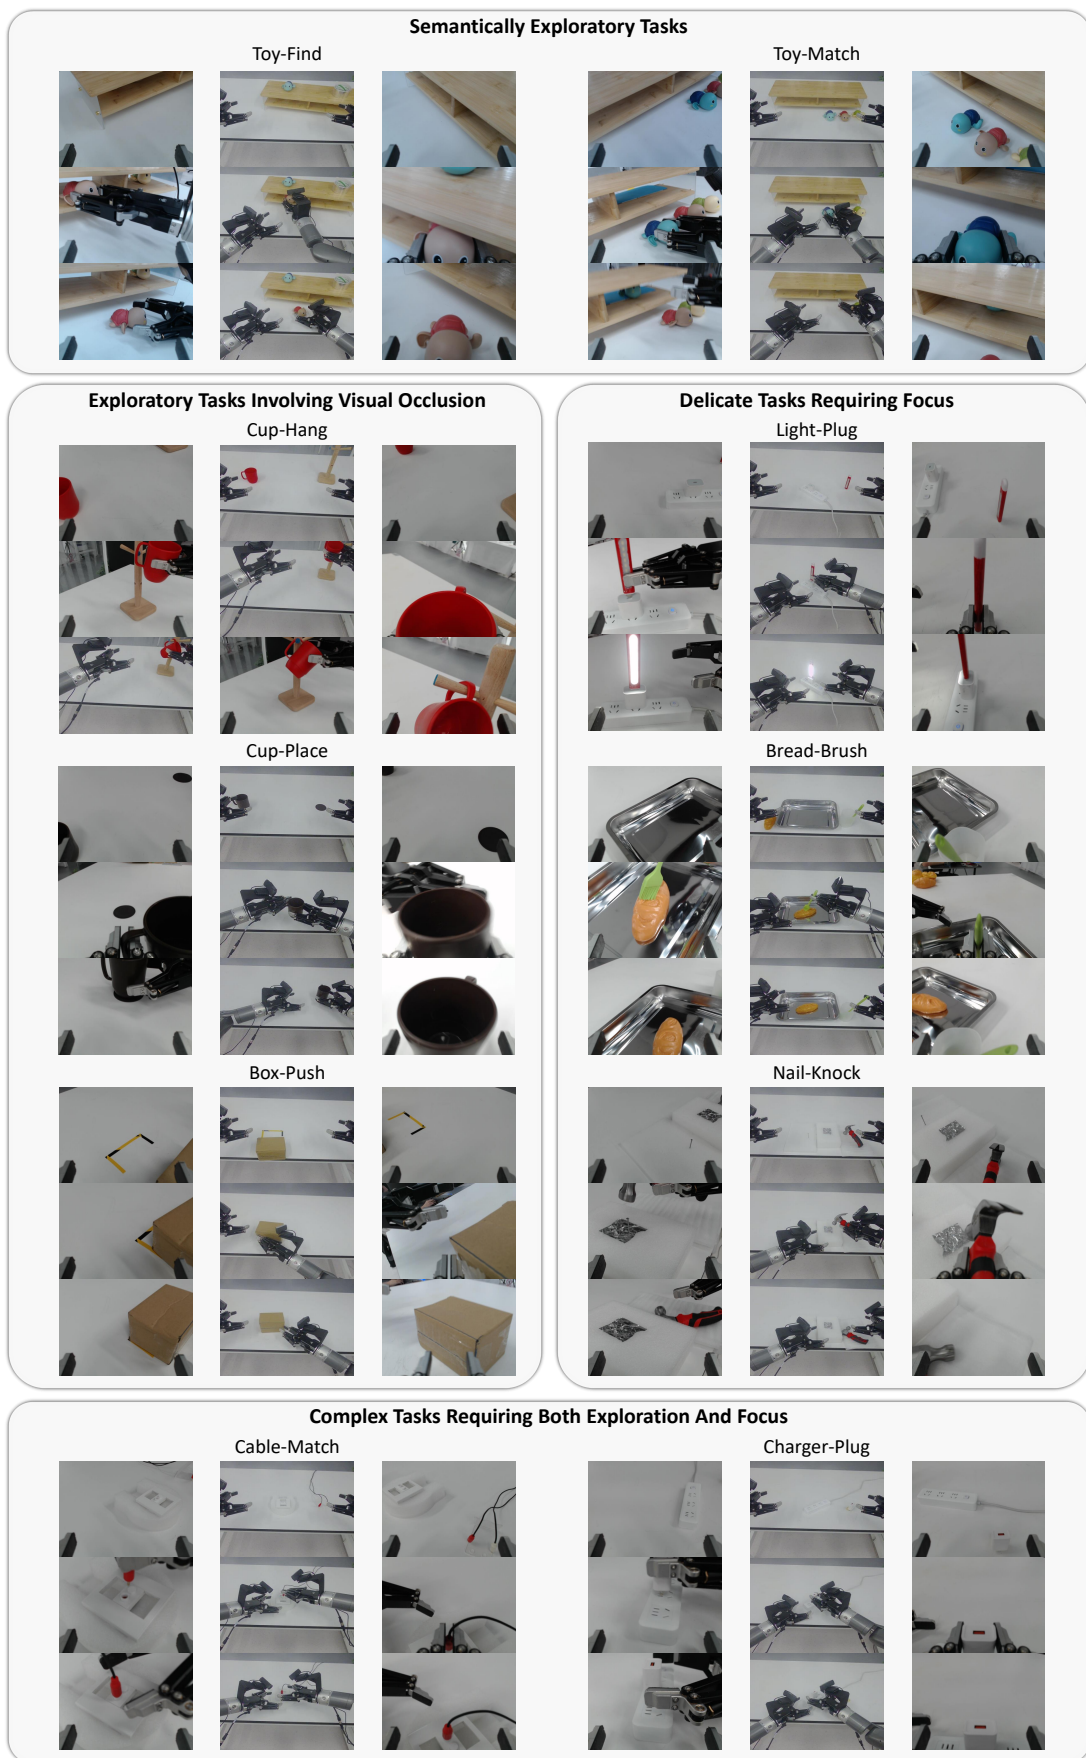 Semantically Exploratory Tasks
Toy-Find
Toy-Match
Exploratory Tasks Involving Visual Occlusion
Cup-Hang
Cup-Place
Box-Push
Delicate Tasks Requiring Focus
Light-Plug
Bread-Brush
Nail-Knock
Complex Tasks Requiring Both Exploration And Focus
Cable-Match
Charger-Plug